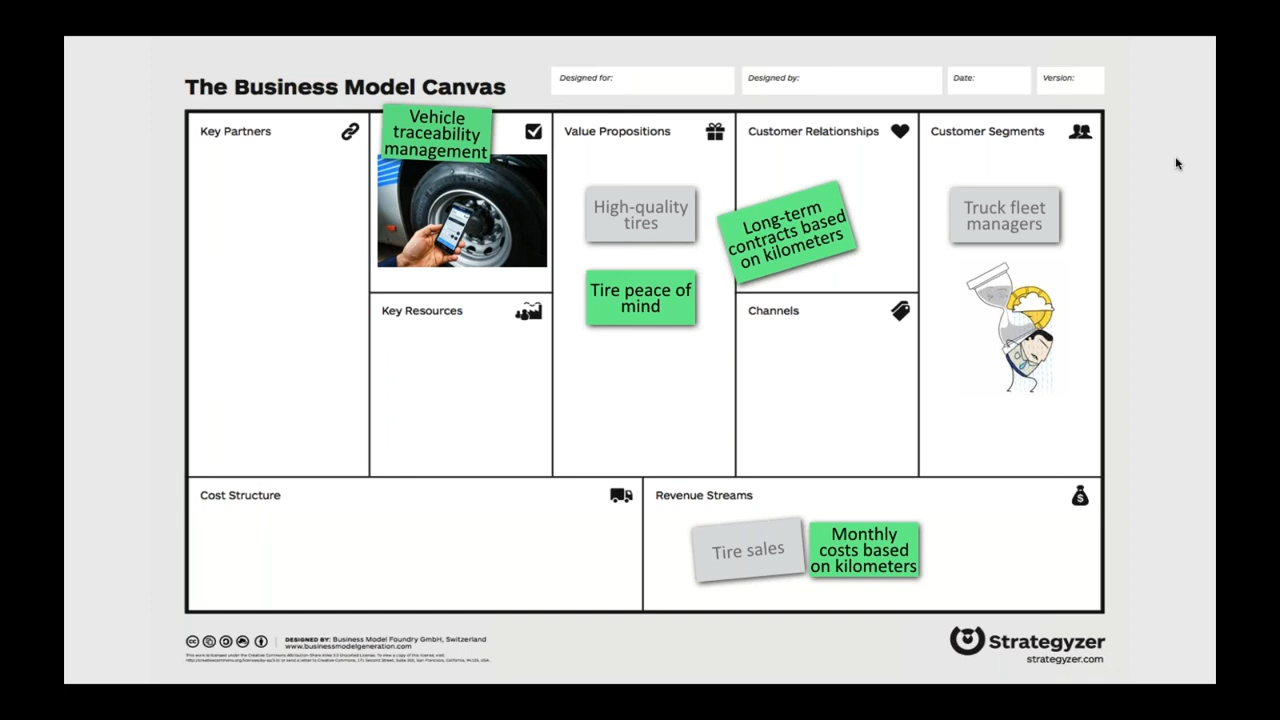 The Business Model Canvas
Designed for:
Designed by:
Date:
Version:
Key Partners
Vehicle
traceability
management
Value Propositions
Customer Relationships
Customer Segments
High-quality
tires
Tire peace of
mind
Long-term
contracts based
on kilometers
Truck fleet
managers
Key Resources
Channels
Cost Structure
Revenue Streams
Tire sales
Monthly
costs based
on kilometers
DESIGNED BY: Business Model Foundry GmbH, Switzerland
www.businessmodelgeneration.com
Strategyzer
strategyzer.com